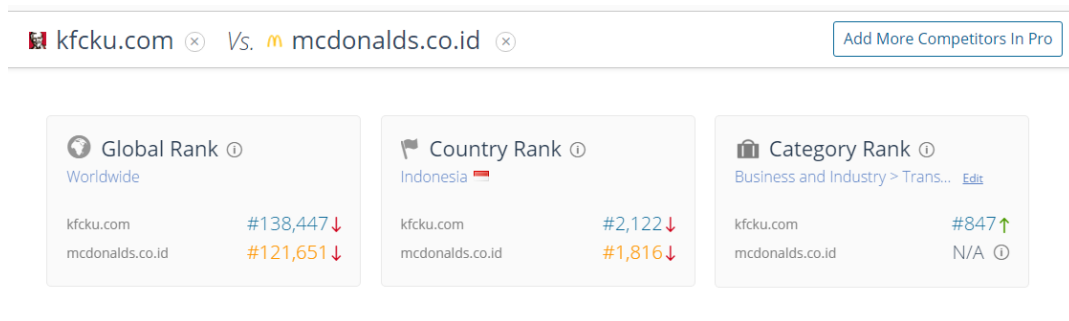 kfcku.com Vs. mcdonalds.co.id Add More Competitors In Pro
Global Rank
Worldwide
kfcku.com #138,447↓
mcdonalds.co.id #121,651↓
Country Rank
Indonesia
kfcku.com #2,122↓
mcdonalds.co.id #1,816↓
Category Rank
Business and Industry > Trans... Edit
kfcku.com #847↑
mcdonalds.co.id N/A